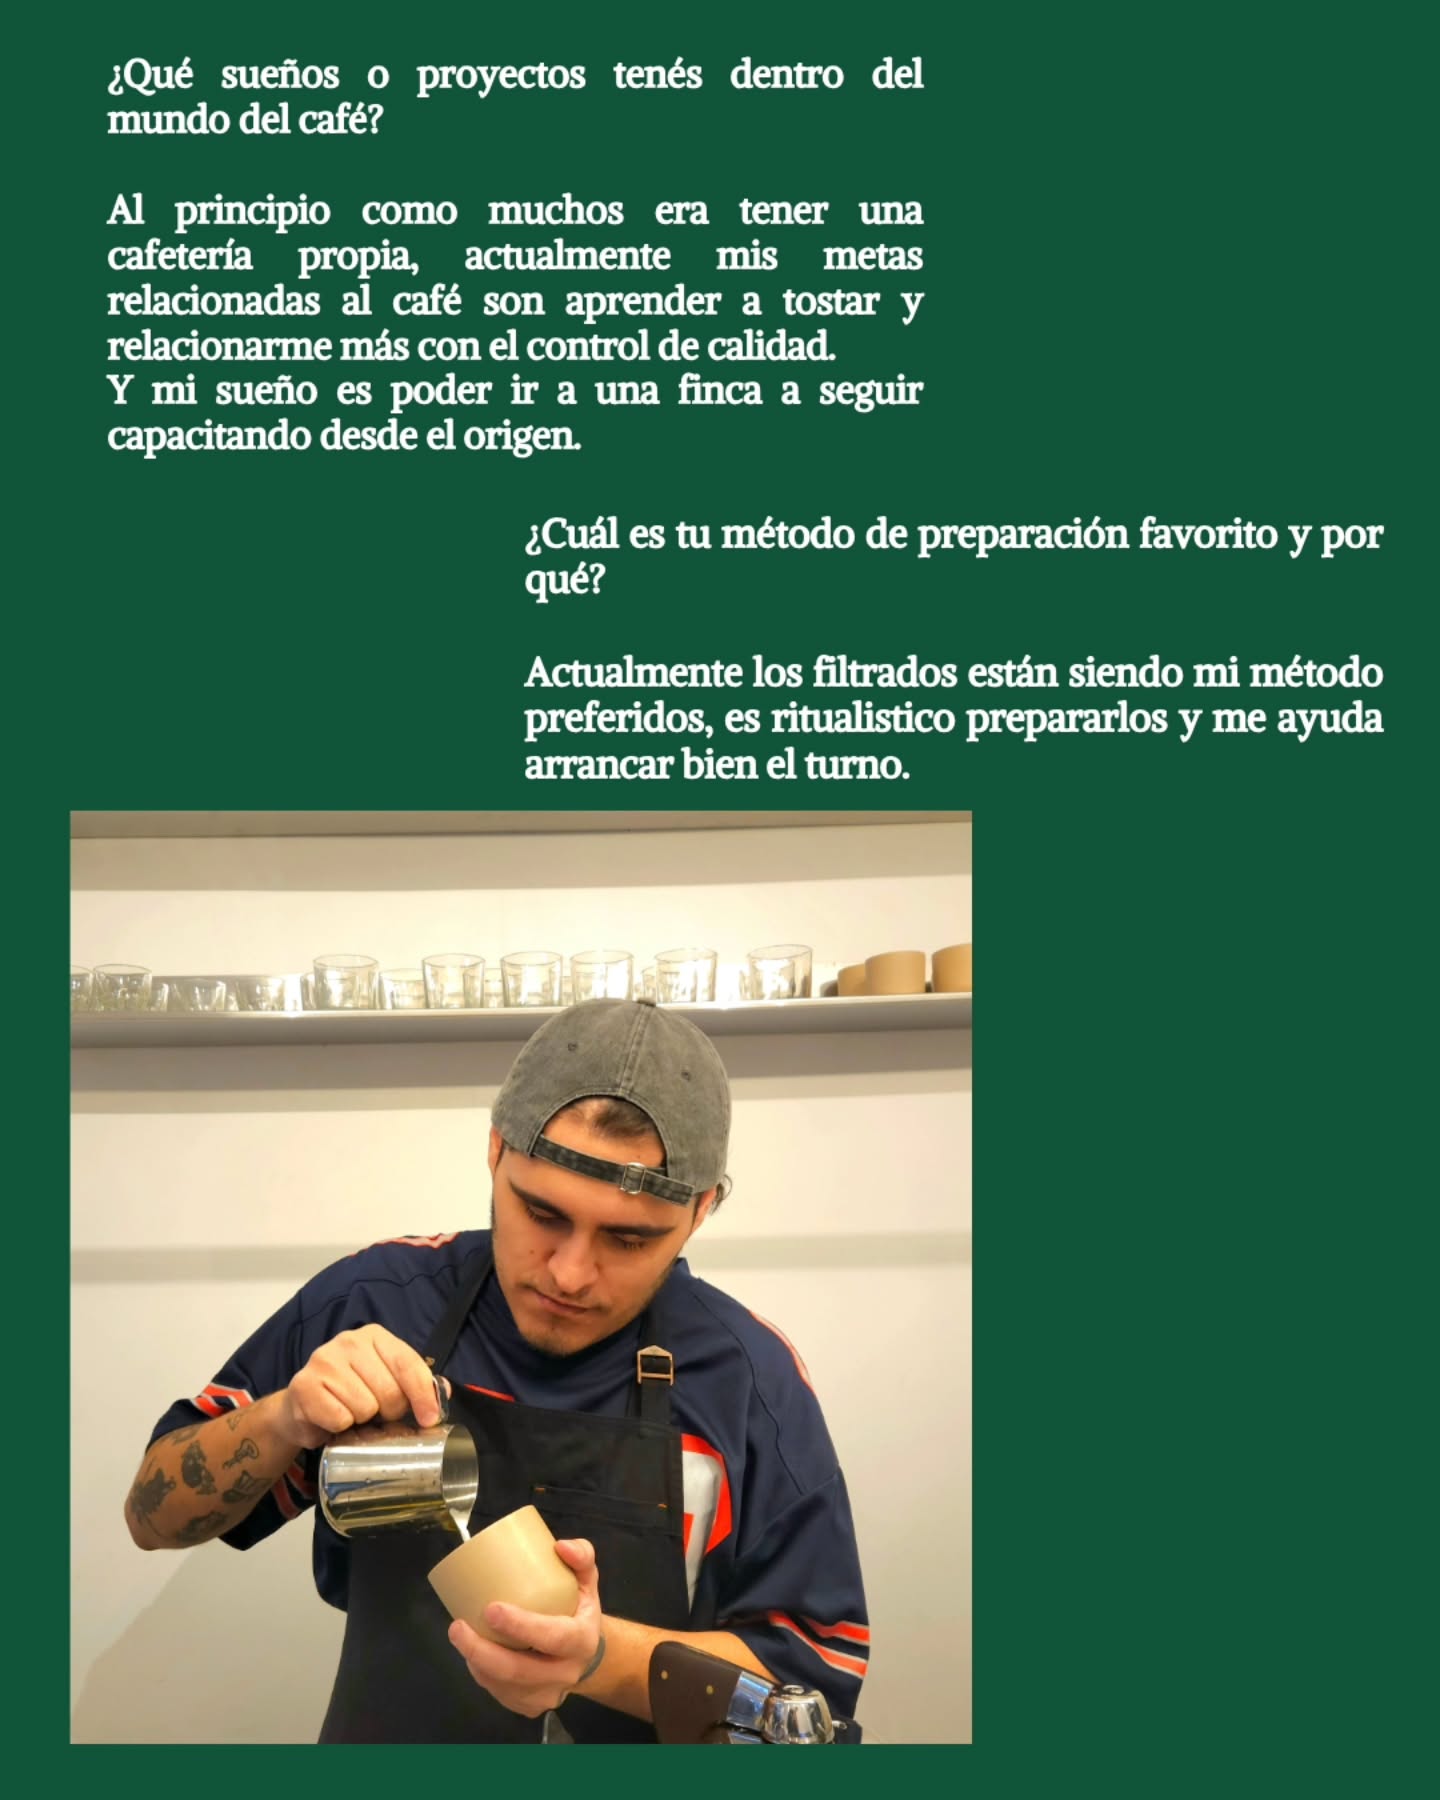 ¿Qué sueños o proyectos tenés dentro del
mundo del café?
Al principio como muchos era tener una
cafetería propia, actualmente mis metas
relacionadas al café son aprender a tostar y
relacionarme más con el control de calidad.
Y mi sueño es poder ir a una finca a seguir
capacitando desde el origen.
¿Cuál es tu método de preparación favorito y por
qué?
Actualmente los filtrados están siendo mi método
preferidos, es ritualistico prepararlos y me ayuda
arrancar bien el turno.